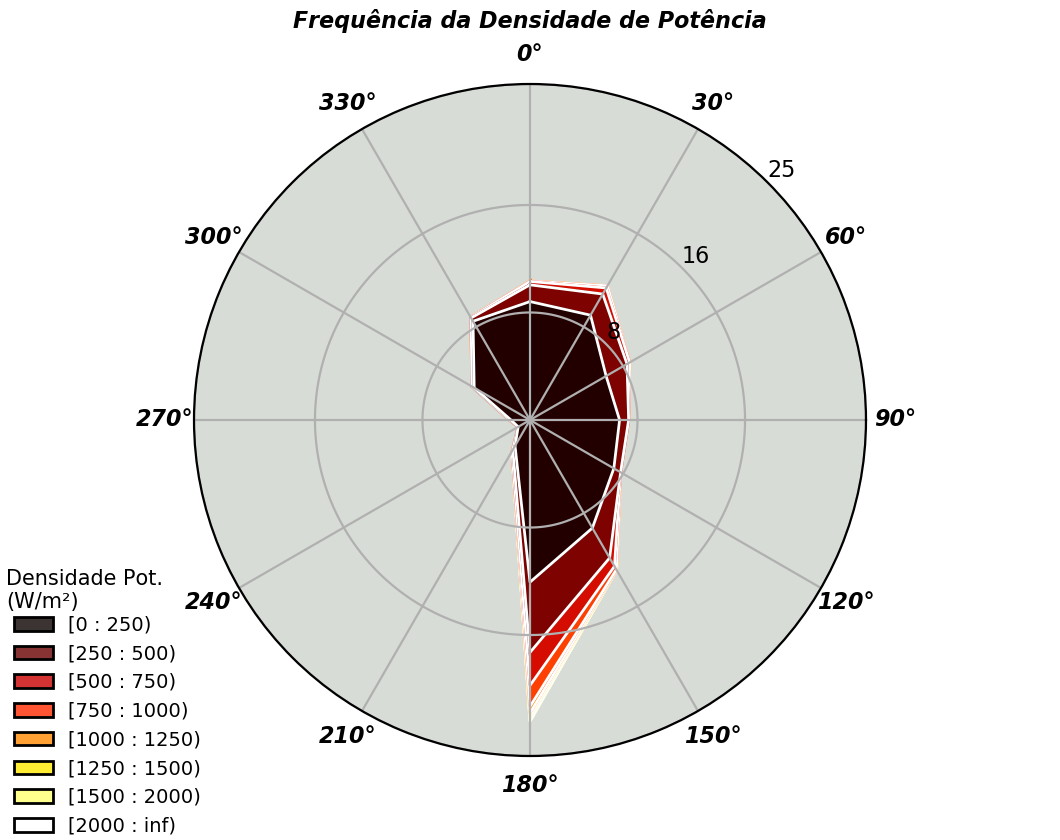 Frequência da Densidade de Potência
0°
330°
30°
25
300°
60°
16
8
270°
90°
Densidade Pot.
(W/m²)
240°
120°
[0 : 250)
[250 : 500)
[500 : 750)
[750 : 1000)
210°
150°
[1000 : 1250)
[1250 : 1500)
180°
[1500 : 2000)
[2000 : inf)